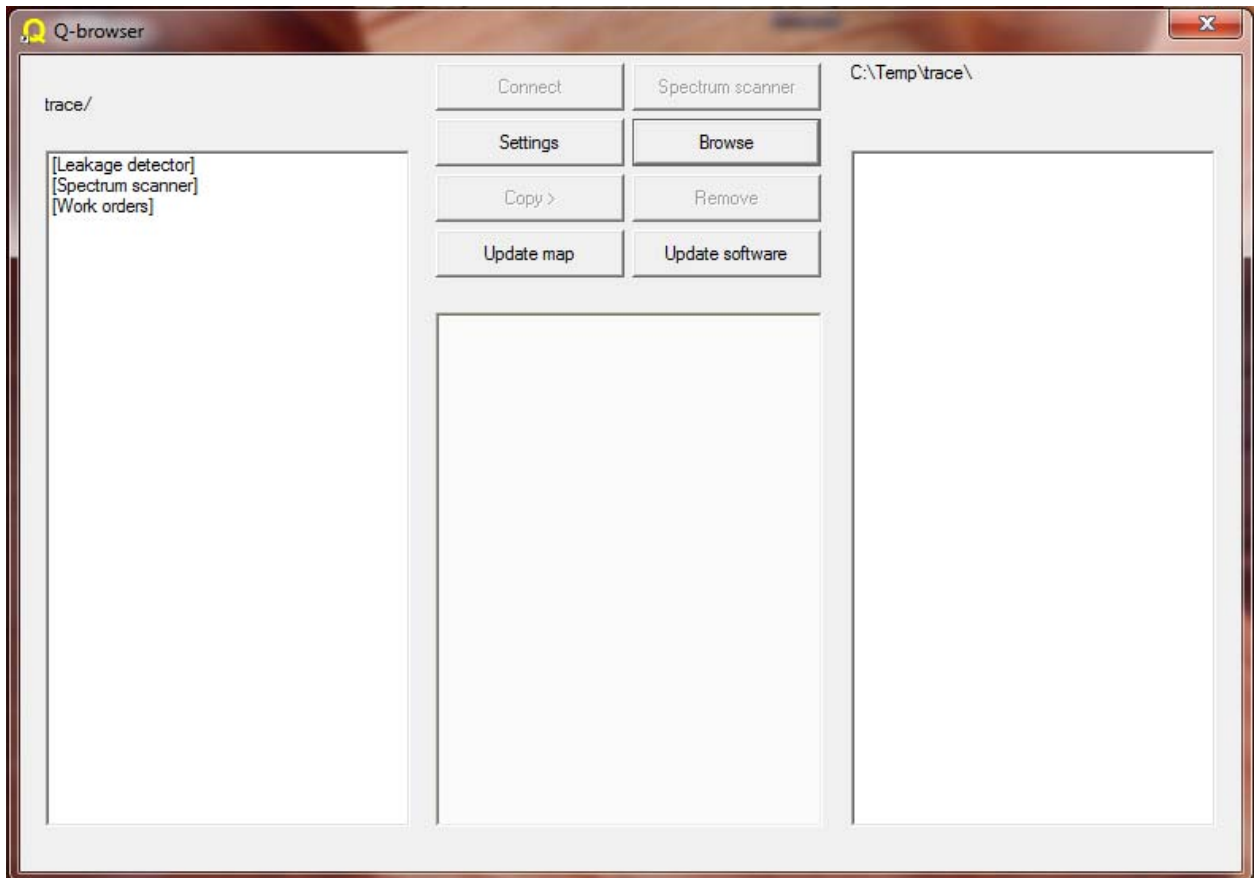 Q-browser
trace/
[Leakage detector]
[Spectrum scanner]
[Work orders]
Connect
Spectrum scanner
Settings
Browse
Copy >
Remove
Update map
Update software
C:\Temp\trace\